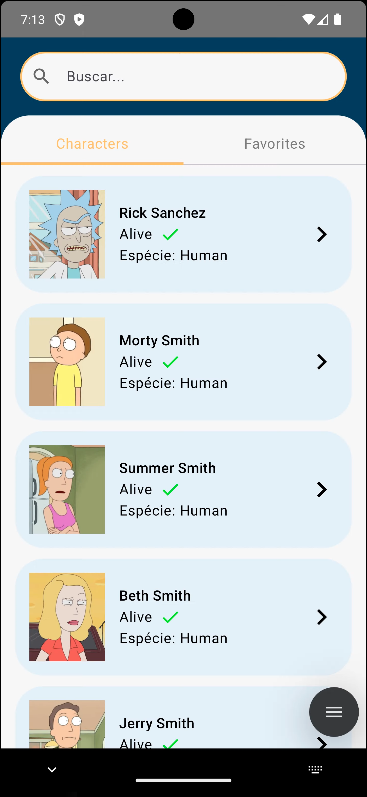 7:13
Buscar...
Characters
Favorites
Rick Sanchez
Alive
Espécie: Human
Morty Smith
Alive
Espécie: Human
Summer Smith
Alive
Espécie: Human
Beth Smith
Alive
Espécie: Human
Jerry Smith
Alive